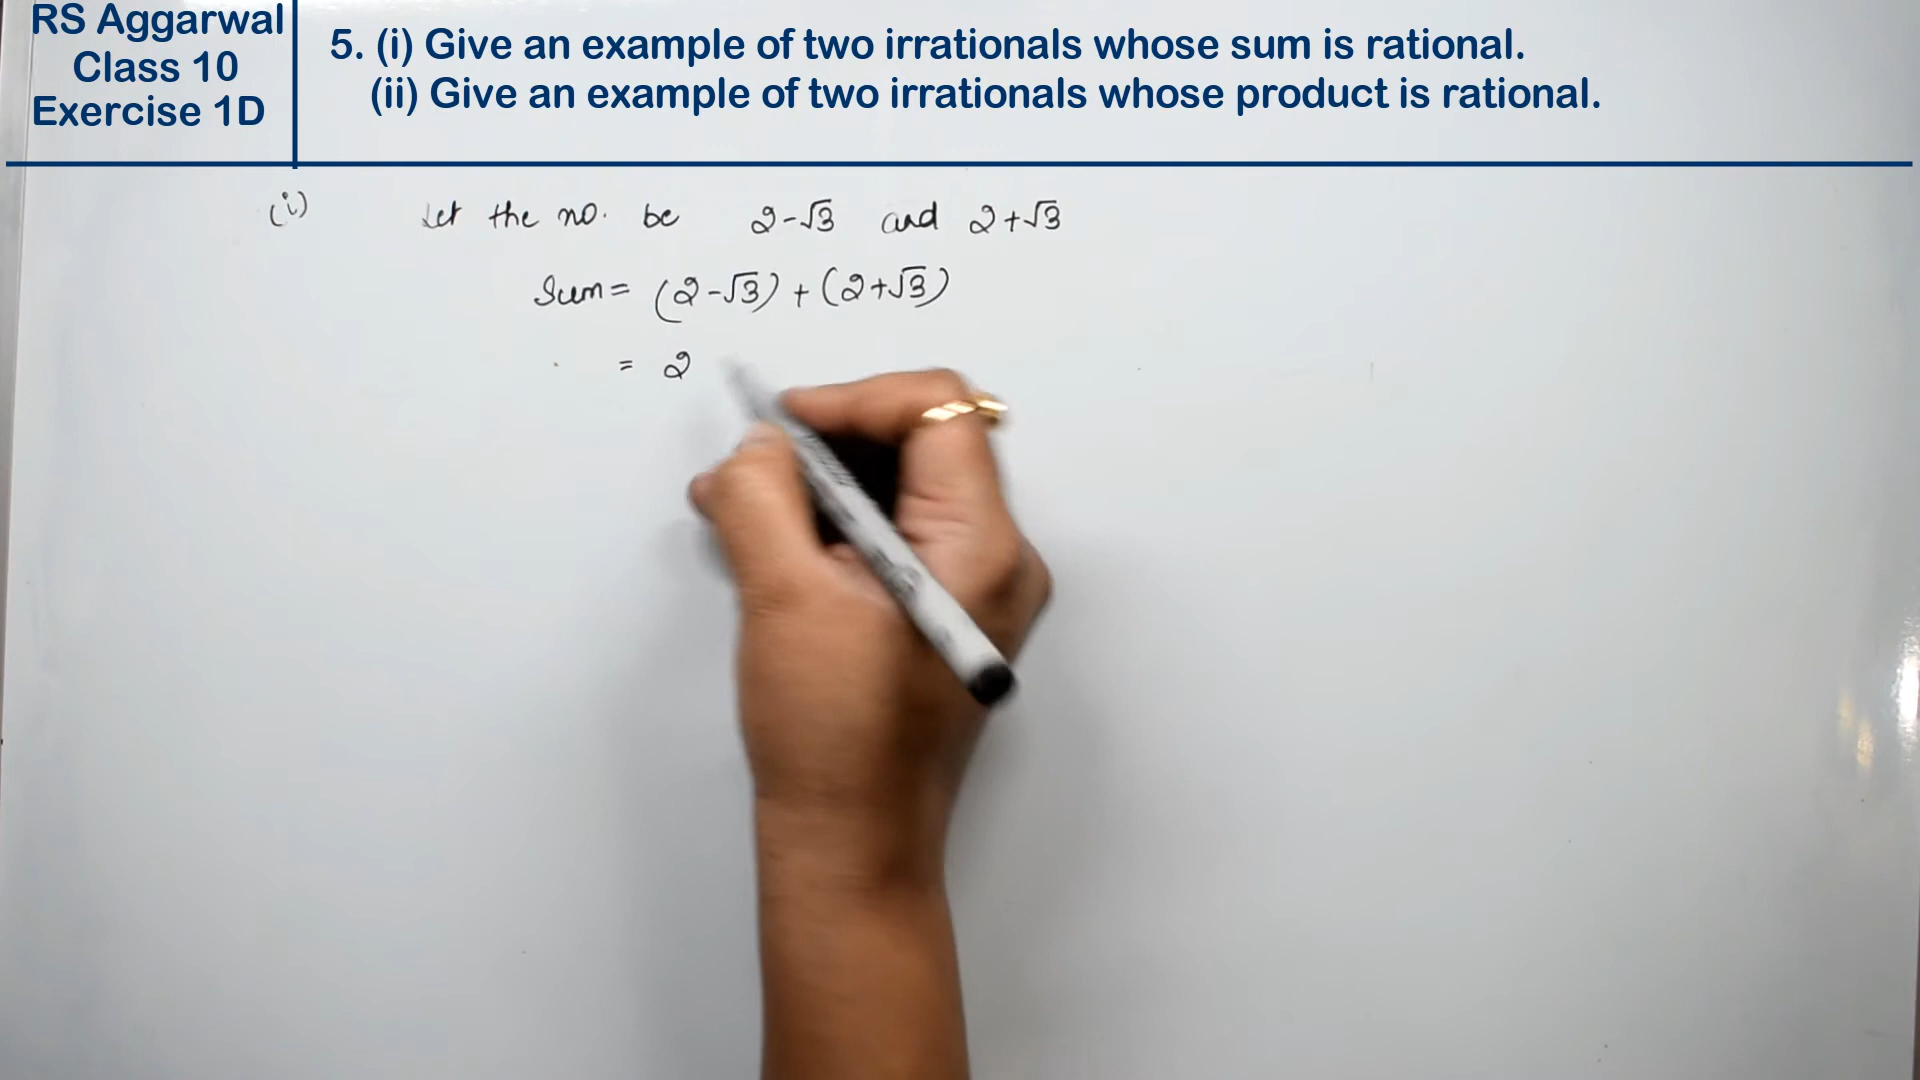 RS Aggarwal
Class 10
Exercise 1D
5. (i) Give an example of two irrationals whose sum is rational.
(ii) Give an example of two irrationals whose product is rational.
(i) Let the no. be 2-√3 and 2+√3
Sum= (2-√3) + (2+√3)
= 2